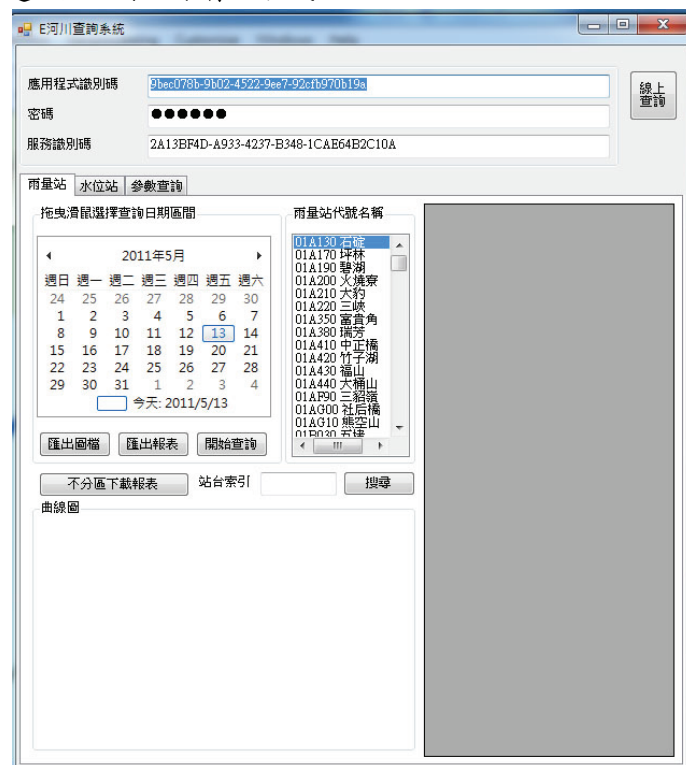 E河川查詢系統
應用程式識別碼 9bec078b-9b02-4522-9ee7-92cfb970b19a
線上查詢
密碼 ●●●●●●
服務識別碼 2A13BF4D-A933-4237-B348-1CAE64B2C10A
雨量站 水位站 參數查詢
拖曳滑鼠選擇查詢日期區間
2011年5月
週日 週一 週二 週三 週四 週五 週六
24 25 26 27 28 29 30
1 2 3 4 5 6 7
8 9 10 11 12 13 14
15 16 17 18 19 20 21
22 23 24 25 26 27 28
29 30 31 1 2 3 4
今天: 2011/5/13
匯出圖檔 匯出報表 開始查詢
雨量站代號名稱
01A130 石碇
01A170 坪林
01A190 碧湖
01A200 火燒寮
01A210 大豹
01A220 三峽
01A350 富貴角
01A380 瑞芳
01A410 中正橋
01A420 竹子湖
01A430 福山
01A440 大桶山
01AF90 三貂嶺
01AG00 社后橋
01AG10 熊空山
01B030
不分區下載報表 站台索引 搜尋
曲線圖